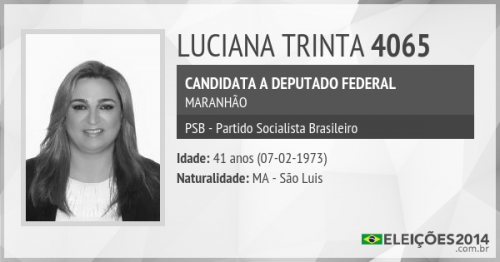 LUCIANA TRINTA 4065
CANDIDATA A DEPUTADO FEDERAL
MARANHÃO
PSB - Partido Socialista Brasileiro
Idade: 41 anos (07-02-1973)
Naturalidade: MA - São Luis
ELEIÇÕES2014
.com.br